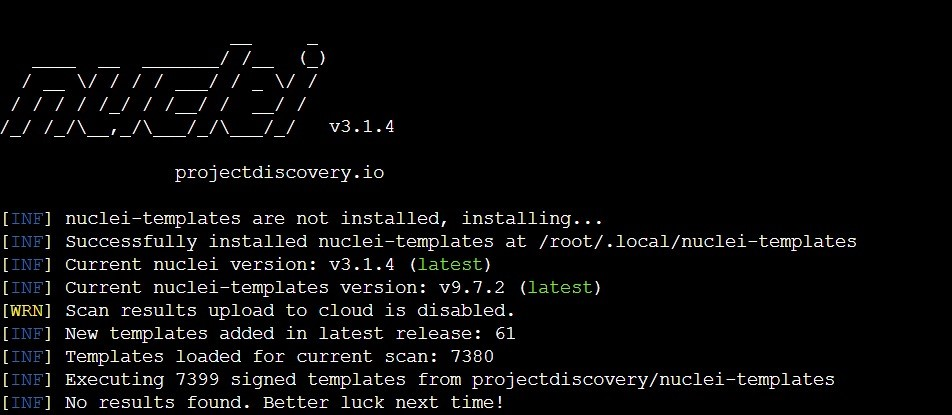 nuclei v3.1.4
projectdiscovery.io
[INF] nuclei-templates are not installed, installing...
[INF] Successfully installed nuclei-templates at /root/.local/nuclei-templates
[INF] Current nuclei version: v3.1.4 (latest)
[INF] Current nuclei-templates version: v9.7.2 (latest)
[WRN] Scan results upload to cloud is disabled.
[INF] New templates added in latest release: 61
[INF] Templates loaded for current scan: 7380
[INF] Executing 7399 signed templates from projectdiscovery/nuclei-templates
[INF] No results found. Better luck next time!